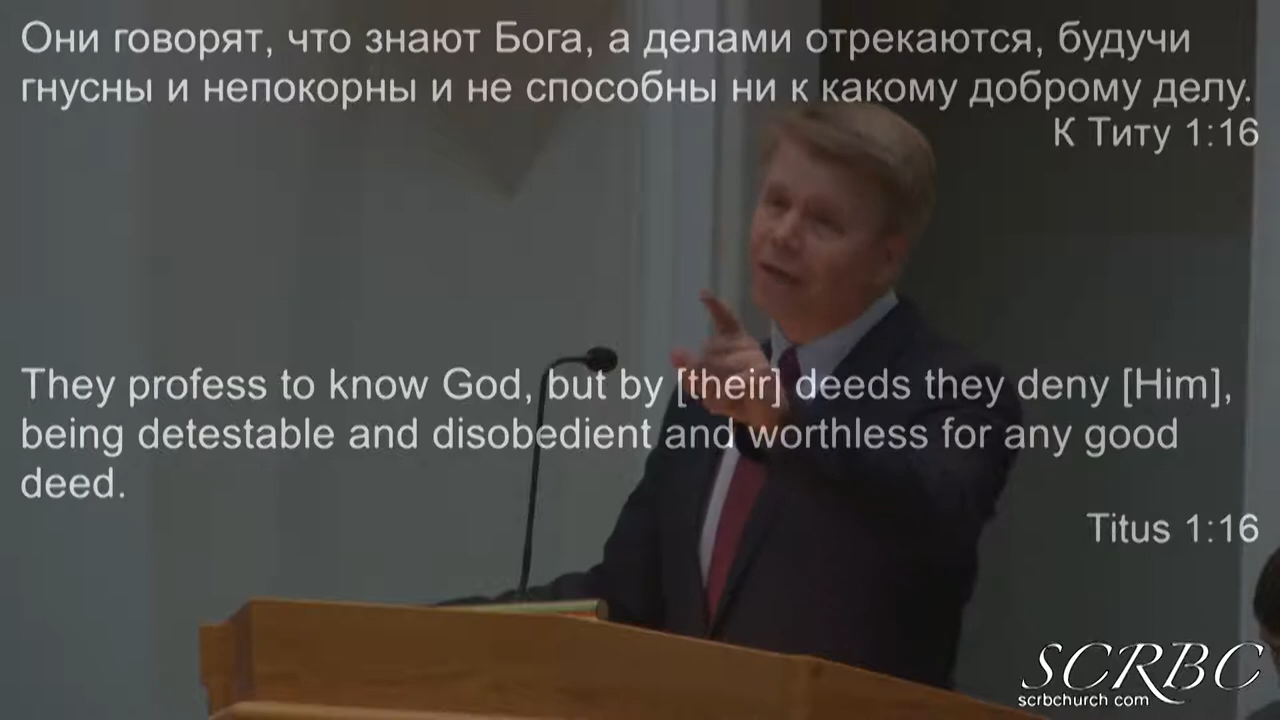 Они говорят, что знают Бога, а делами отрекаются, будучи
гнусны и непокорны и не способны ни к какому доброму делу.
К Титу 1:16
They profess to know God, but by [their] deeds they deny [Him],
being detestable and disobedient and worthless for any good
deed.
Titus 1:16
SCRBC
scrbchurch com